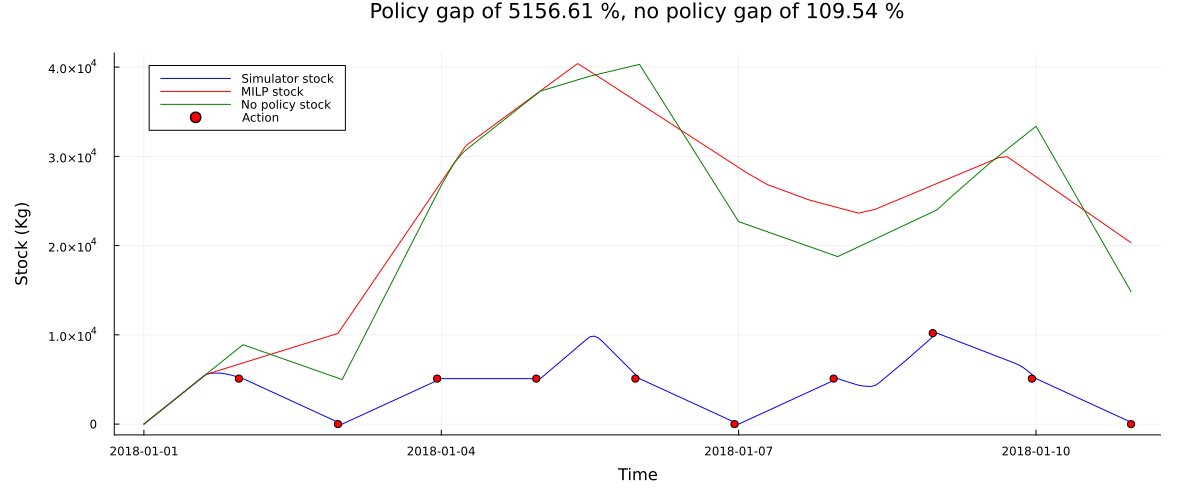 Policy gap of 5156.61 %, no policy gap of 109.54 %
Simulator stock
MILP stock
No policy stock
Action
4.0×10⁴
3.0×10⁴
2.0×10⁴
1.0×10⁴
0
Stock (Kg)
2018-01-01 2018-01-04 2018-01-07 2018-01-10
Time